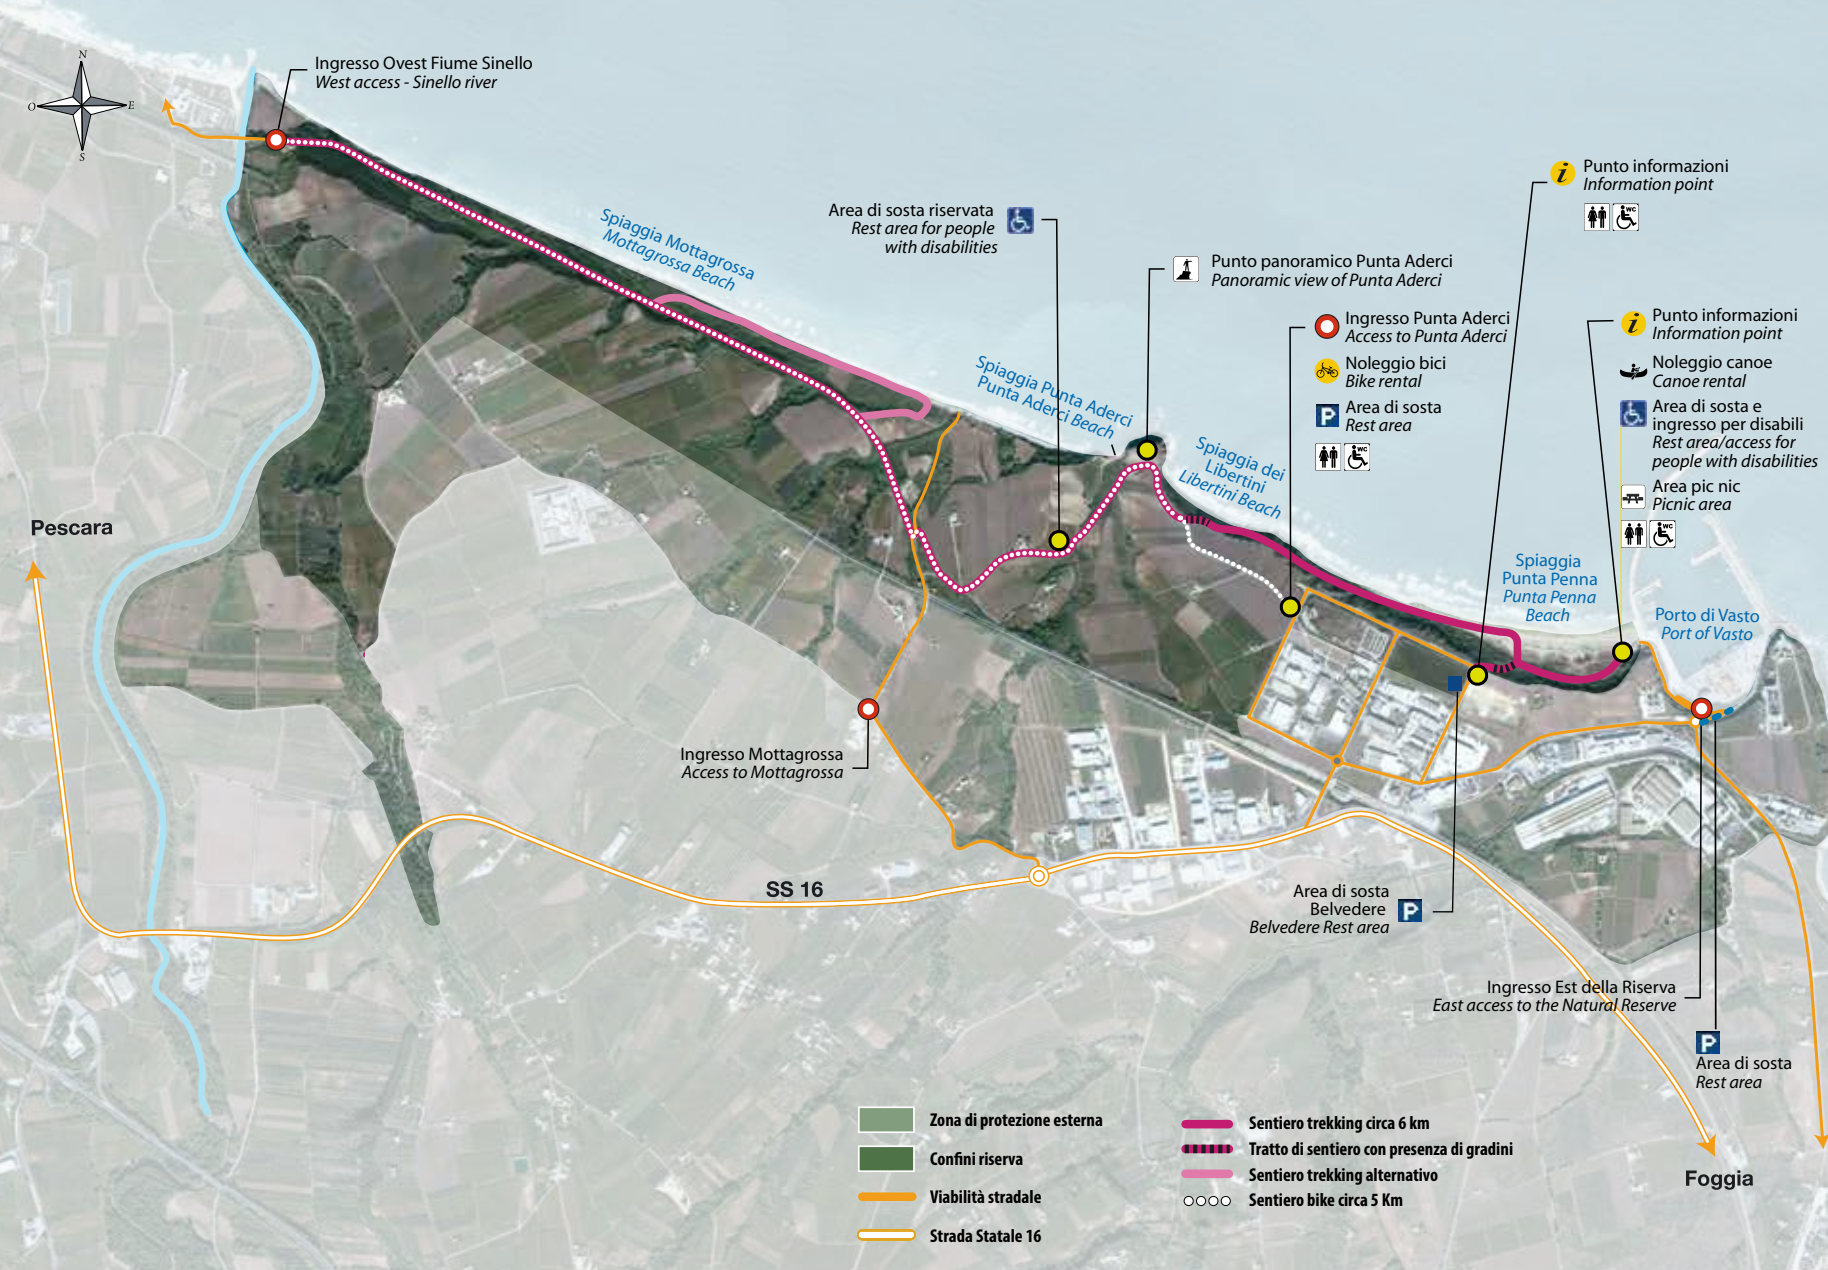 N
O
E
S
Ingresso Ovest Fiume Sinello
West access - Sinello river
Spiaggia Mottagrossa
Mottagrossa Beach
Area di sosta riservata
Rest area for people
with disabilities
Punto panoramico Punta Aderci
Panoramic view of Punta Aderci
Ingresso Punta Aderci
Access to Punta Aderci
Noleggio bici
Bike rental
P
Area di sosta
Rest area
WC
i
Punto informazioni
Information point
WC
i
Punto informazioni
Information point
Noleggio canoe
Canoe rental
Area di sosta e
ingresso per disabili
Rest area/access for
people with disabilities
Area pic nic
Picnic area
WC
Spiaggia Punta Aderci
Punta Aderci Beach
Spiaggia dei
Libertini
Libertini Beach
Spiaggia
Punta Penna
Punta Penna
Beach
Porto di Vasto
Port of Vasto
Pescara
Ingresso Mottagrossa
Access to Mottagrossa
SS 16
Area di sosta
Belvedere
Belvedere Rest area
P
Ingresso Est della Riserva
East access to the Natural Reserve
P
Area di sosta
Rest area
Foggia
Zona di protezione esterna
Confini riserva
Viabilità stradale
Strada Statale 16
Sentiero trekking circa 6 km
Tratto di sentiero con presenza di gradini
Sentiero trekking alternativo
Sentiero bike circa 5 Km